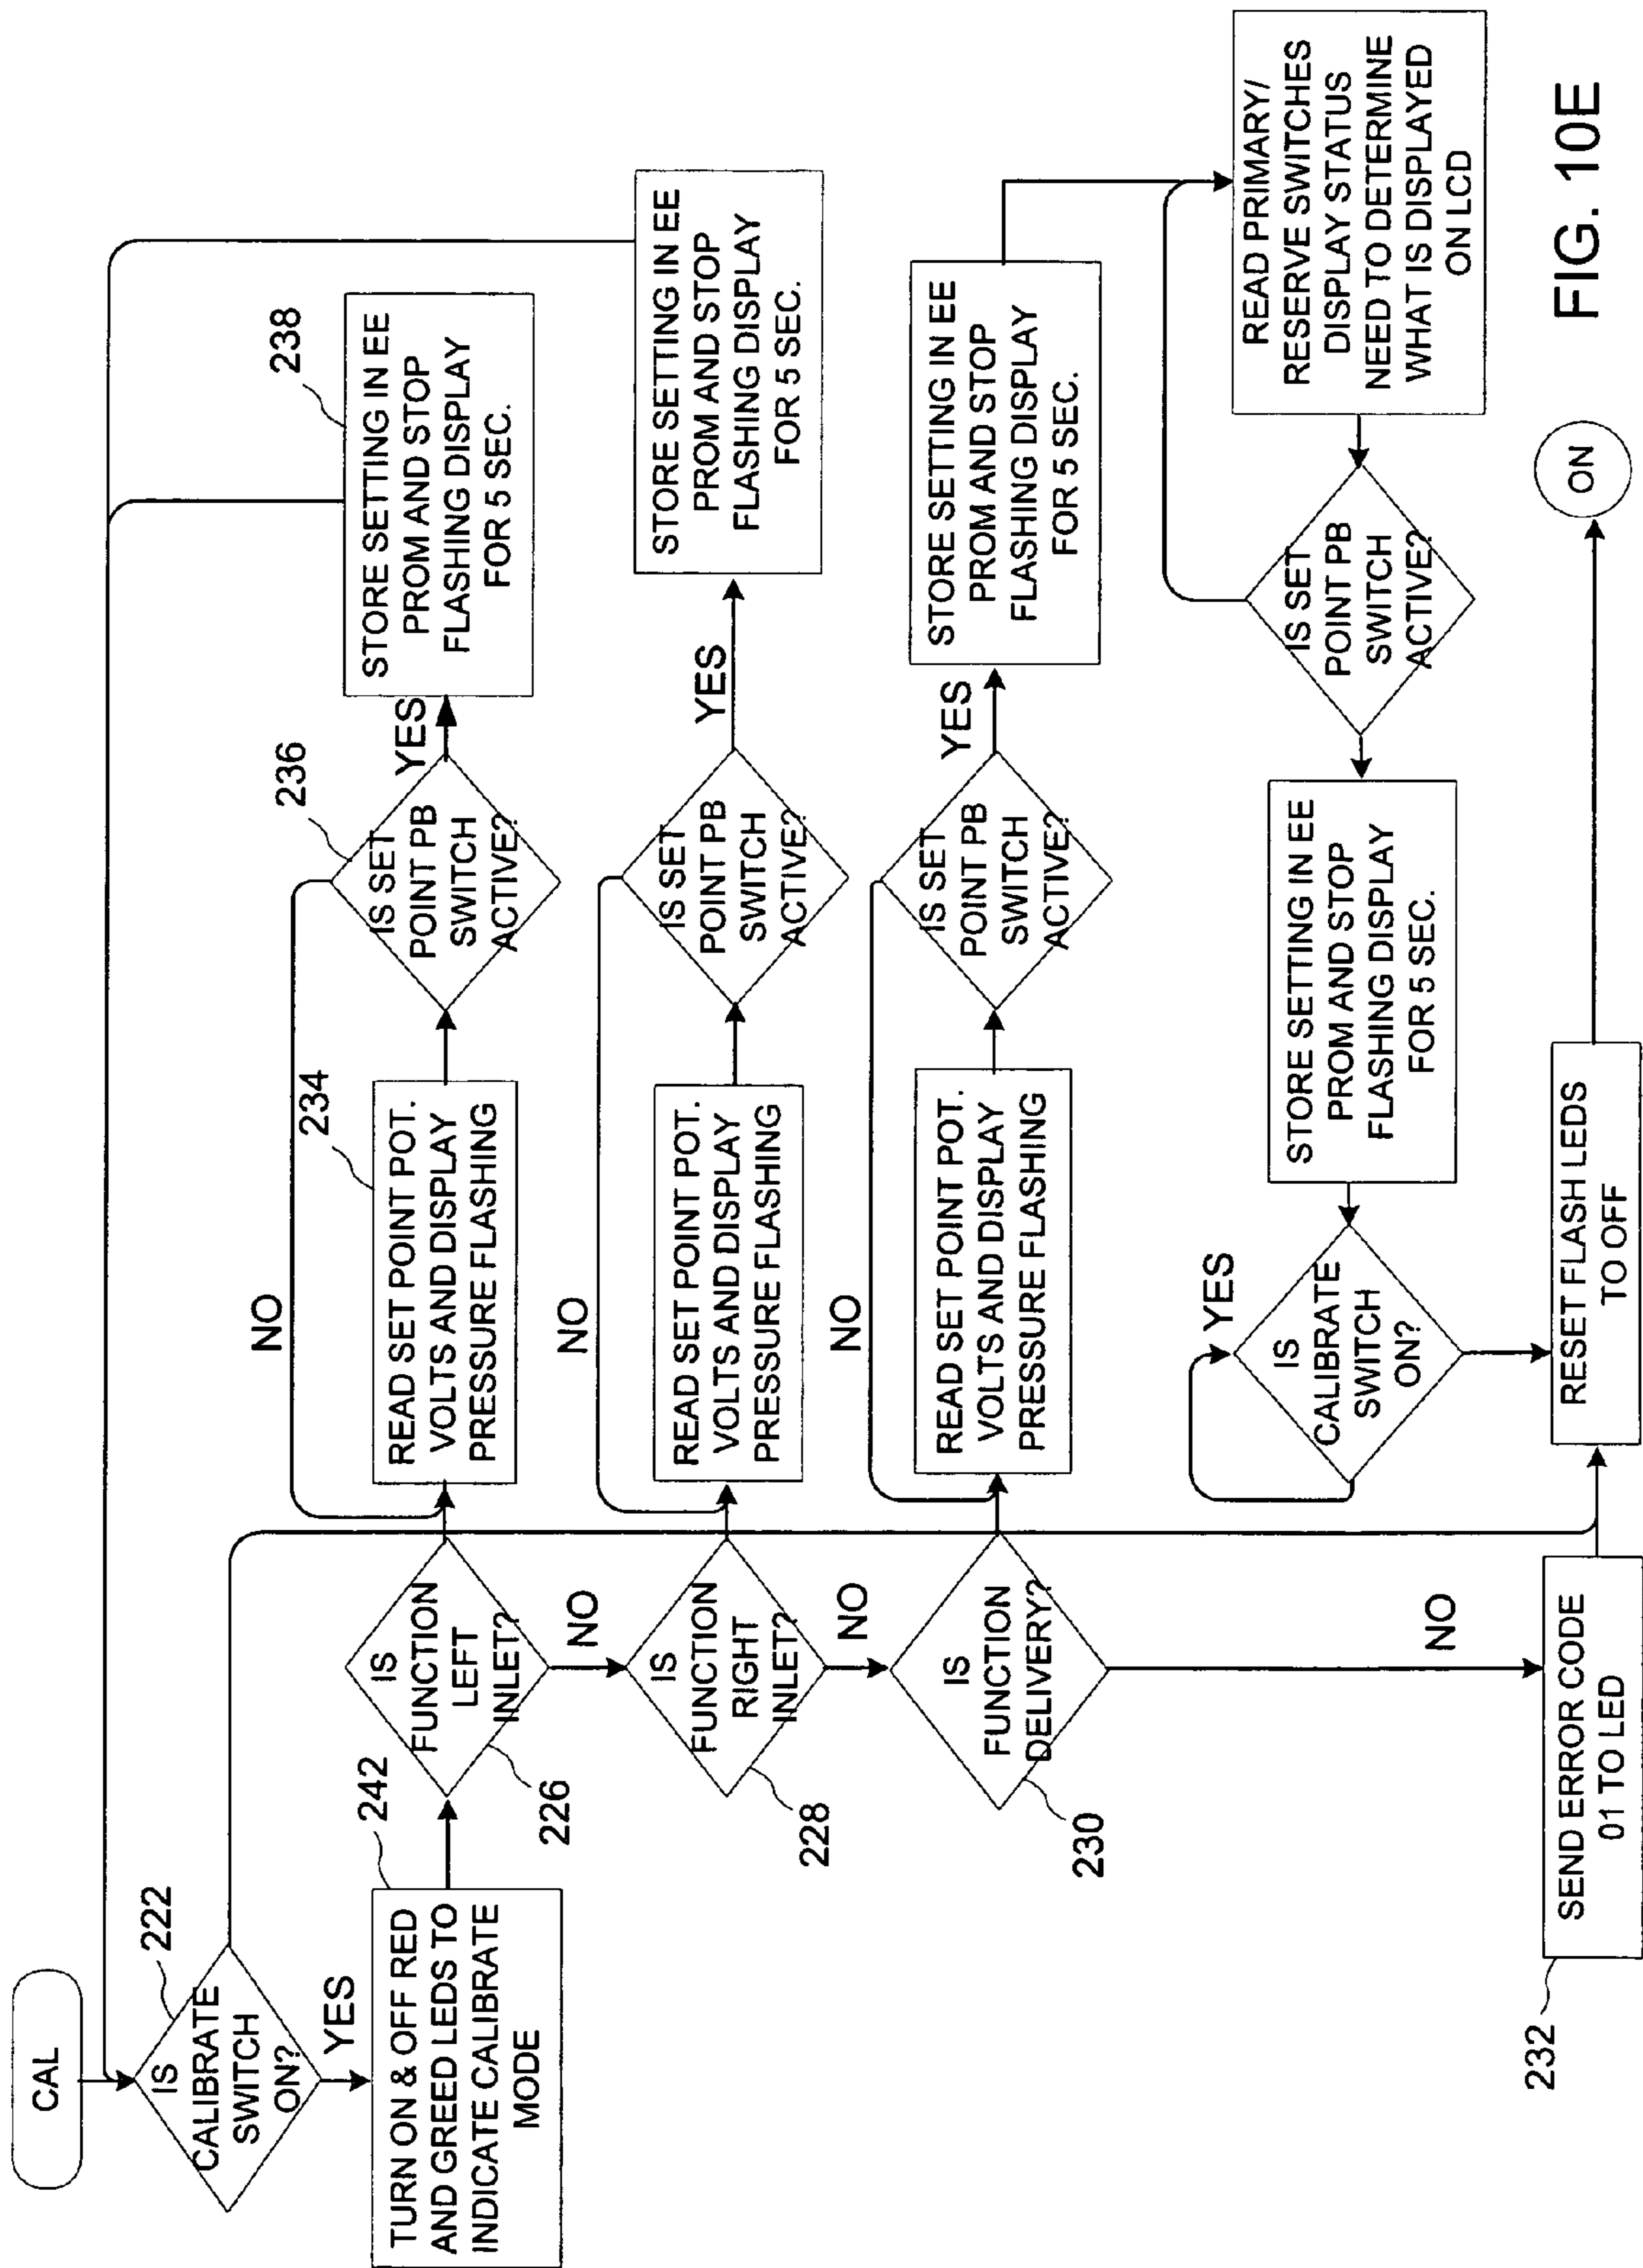 CAL
222
IS
CALIBRATE
SWITCH
ON?
YES
242
TURN ON & OFF RED
AND GREED LEDS TO
INDICATE CALIBRATE
MODE
IS
FUNCTION
LEFT
INLET?
226
NO
NO
234
READ SET POINT POT.
VOLTS AND DISPLAY
PRESSURE FLASHING
236
IS SET
POINT PB
SWITCH
ACTIVE?
YES
238
STORE SETTING IN EE
PROM AND STOP
FLASHING DISPLAY
FOR 5 SEC.
IS
FUNCTION
RIGHT
INLET?
228
NO
NO
READ SET POINT POT.
VOLTS AND DISPLAY
PRESSURE FLASHING
IS SET
POINT PB
SWITCH
ACTIVE?
YES
STORE SETTING IN EE
PROM AND STOP
FLASHING DISPLAY
FOR 5 SEC.
IS
FUNCTION
DELIVERY?
230
NO
NO
READ SET POINT POT.
VOLTS AND DISPLAY
PRESSURE FLASHING
IS SET
POINT PB
SWITCH
ACTIVE?
YES
STORE SETTING IN EE
PROM AND STOP
FLASHING DISPLAY
FOR 5 SEC.
READ PRIMARY/
RESERVE SWITCHES
DISPLAY STATUS
NEED TO DETERMINE
WHAT IS DISPLAYED
ON LCD
IS SET
POINT PB
SWITCH
ACTIVE?
STORE SETTING IN EE
PROM AND STOP
FLASHING DISPLAY
FOR 5 SEC.
YES
IS
CALIBRATE
SWITCH
ON?
232
SEND ERROR CODE
01 TO LED
RESET FLASH LEDS
TO OFF
ON
FIG. 10E